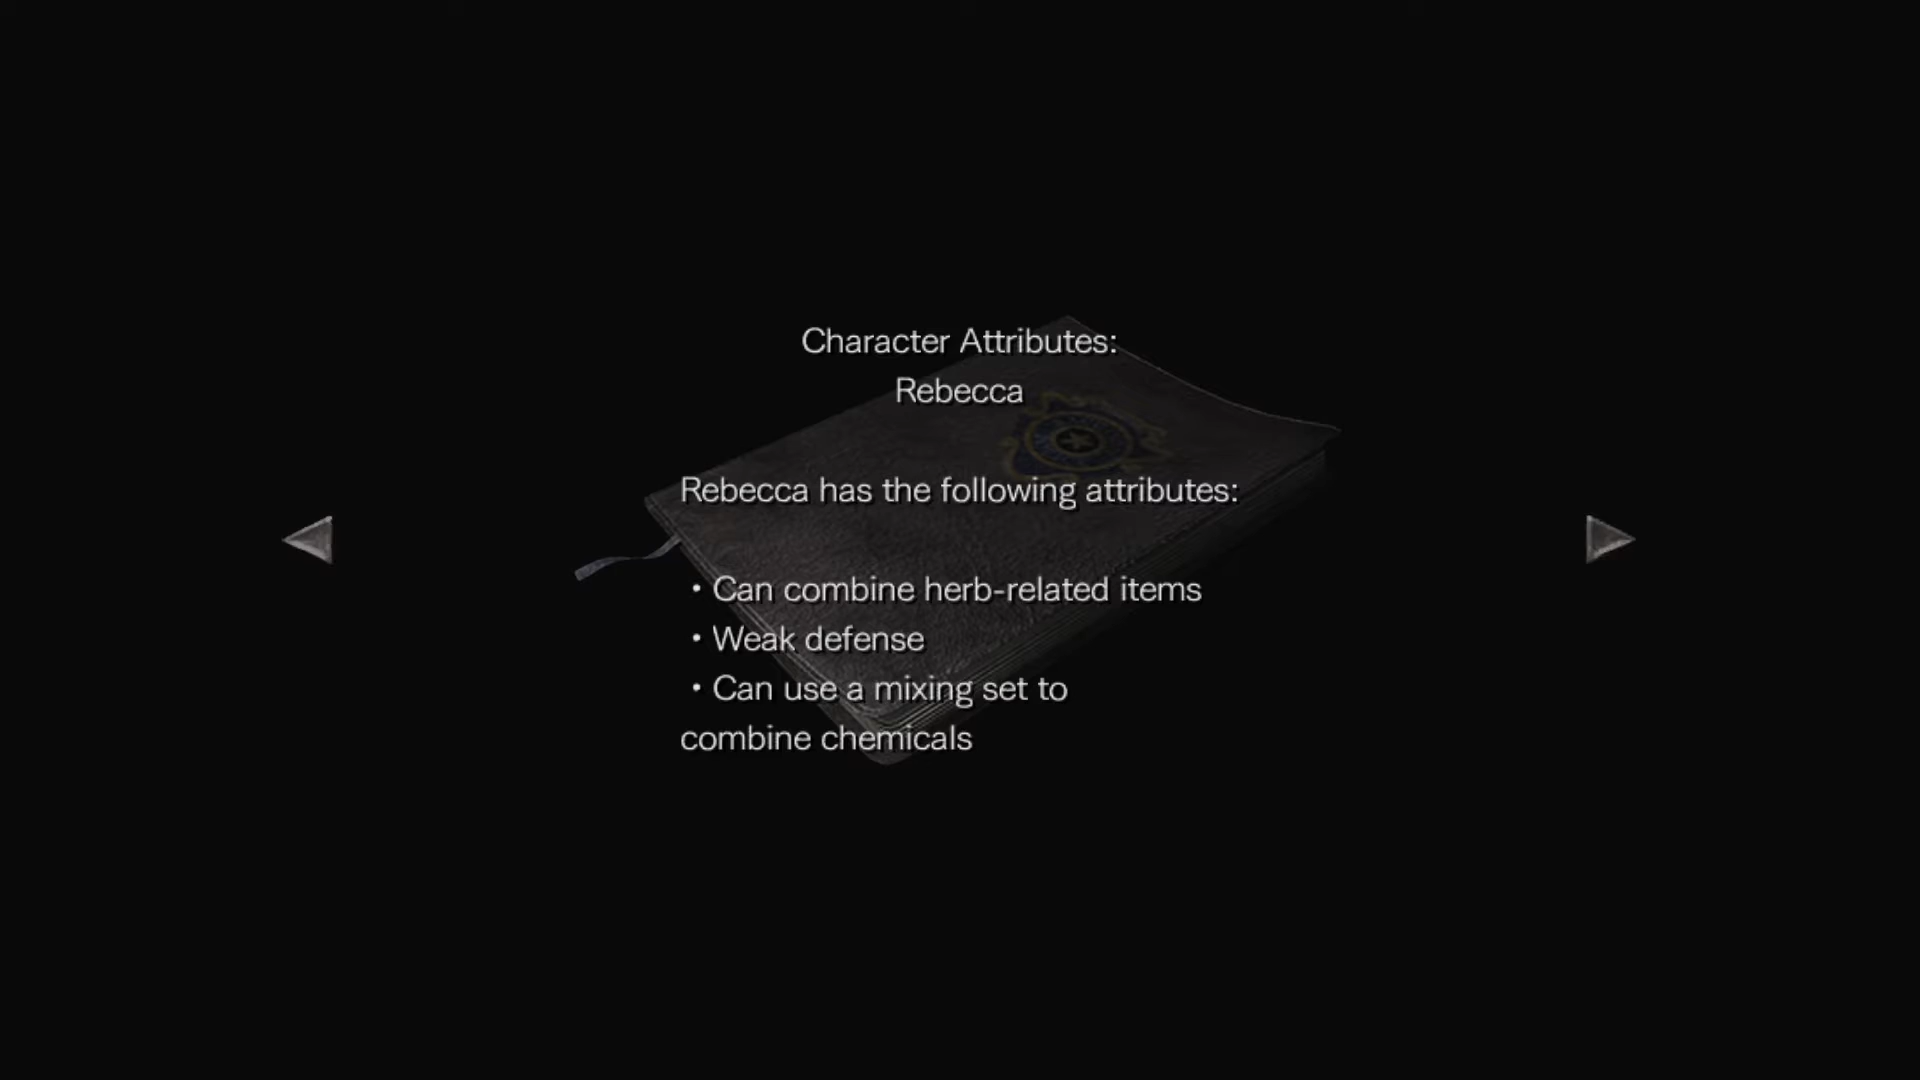 Character Attributes:
Rebecca
Rebecca has the following attributes:
・Can combine herb-related items
・Weak defense
・Can use a mixing set to
combine chemicals